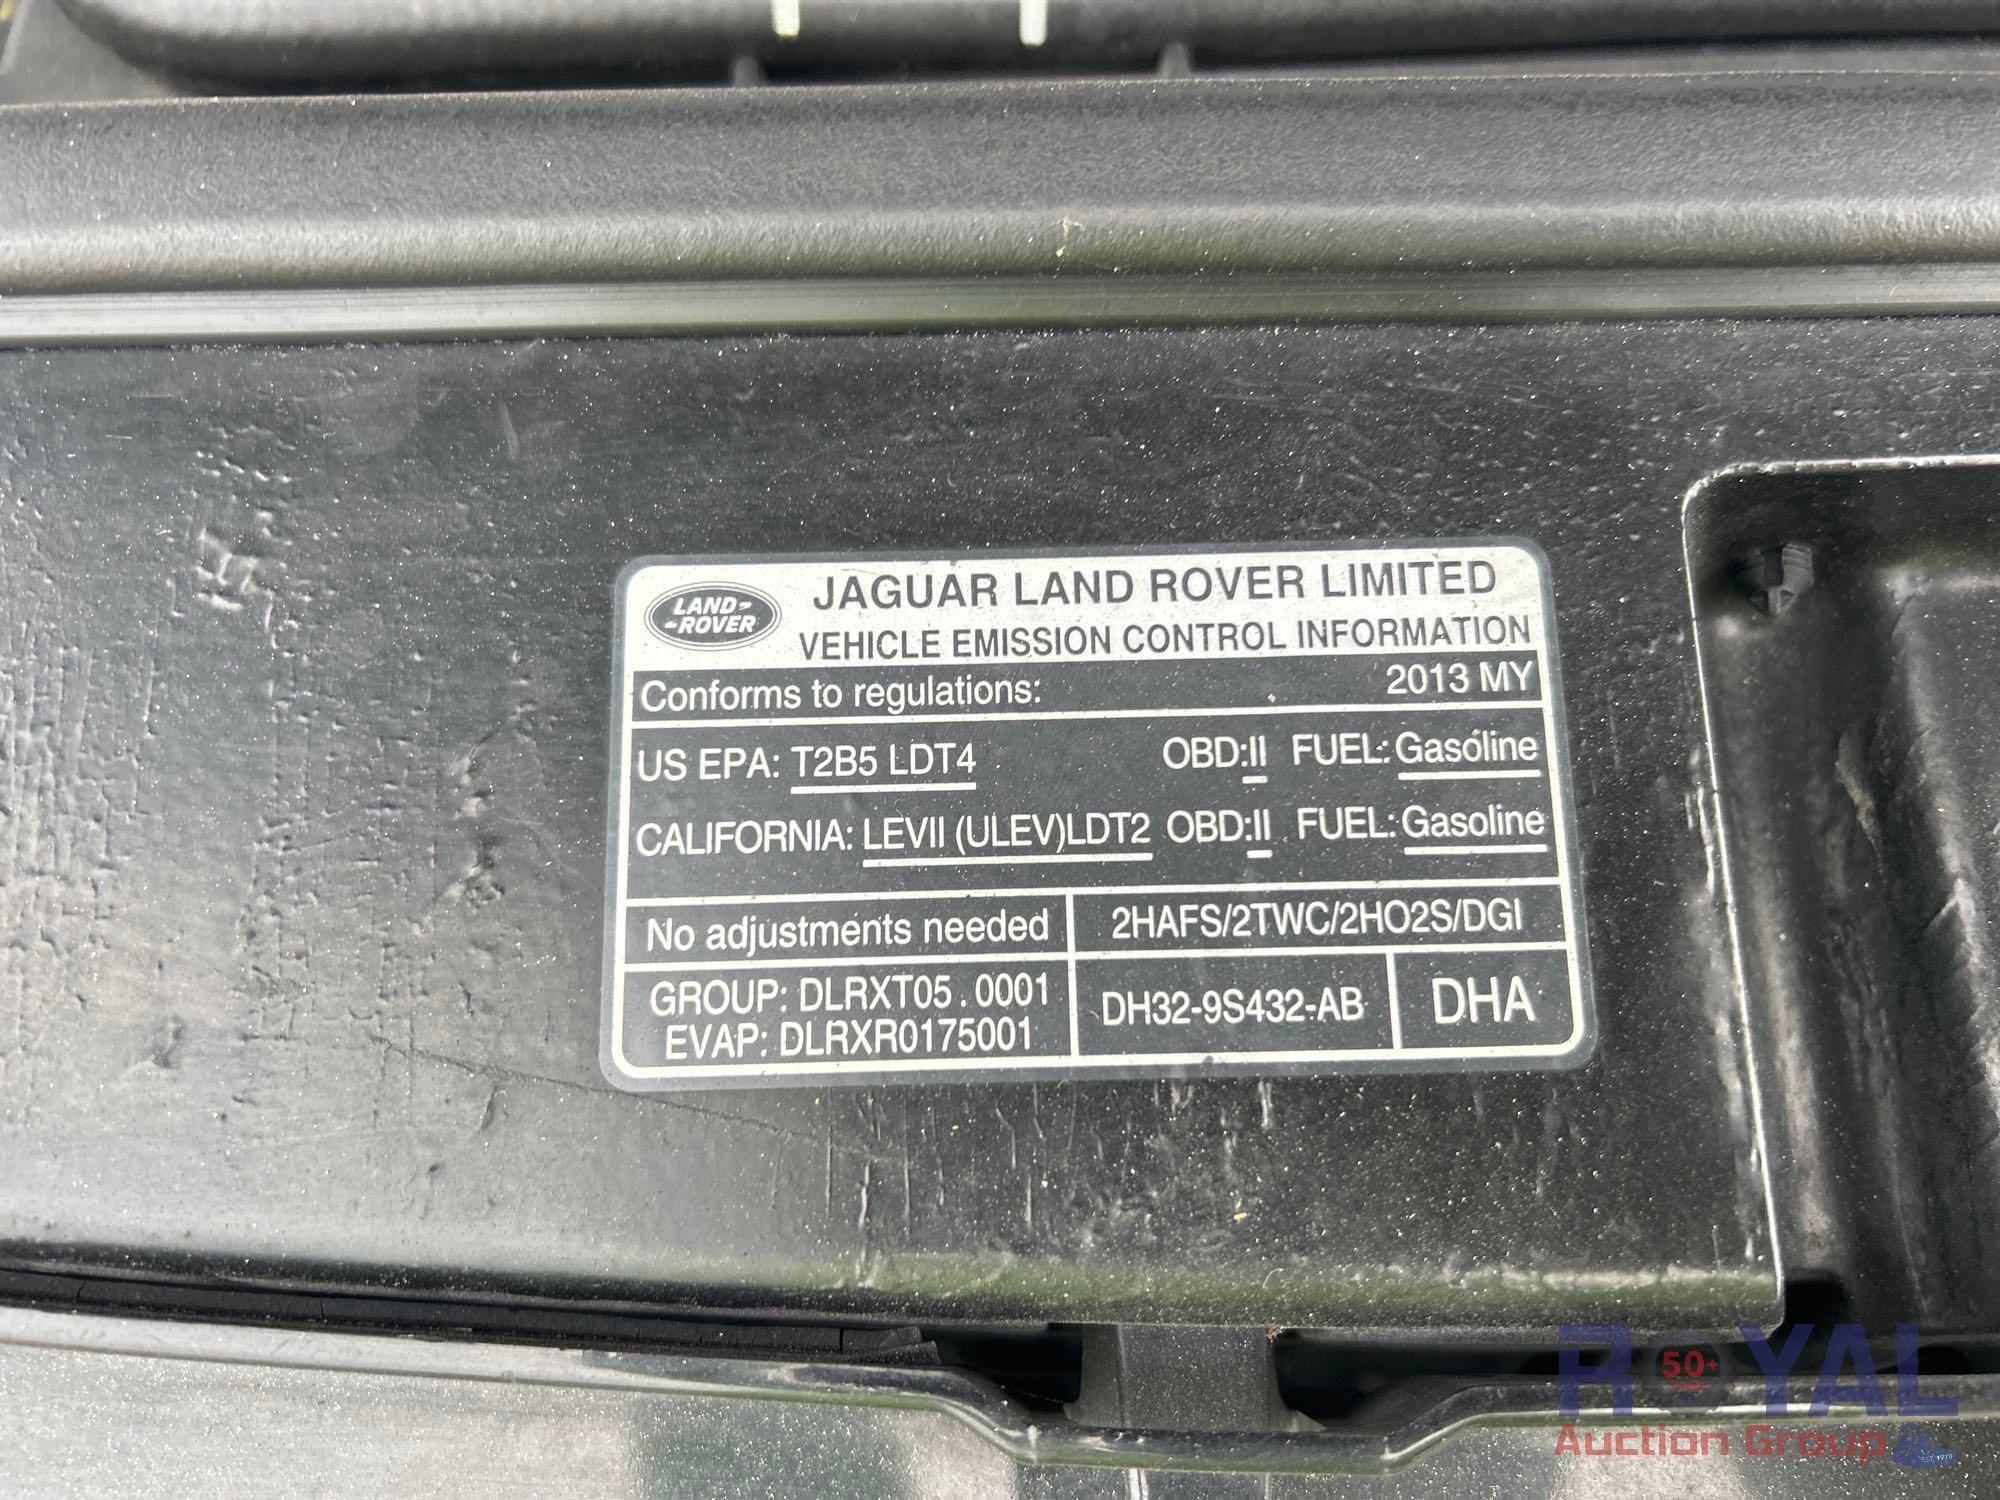 LAND-
-ROVER
JAGUAR LAND ROVER LIMITED
VEHICLE EMISSION CONTROL INFORMATION
Conforms to regulations: 2013 MY
US EPA: T2B5 LDT4 OBD:II FUEL: Gasoline
CALIFORNIA: LEVII (ULEV)LDT2 OBD:II FUEL: Gasoline
No adjustments needed 2HAFS/2TWC/2HO2S/DGI
GROUP: DLRXT05.0001
EVAP: DLRXR0175001
DH32-9S432-AB DHA
ROYAL
50+
Auction Group
EST. 1970